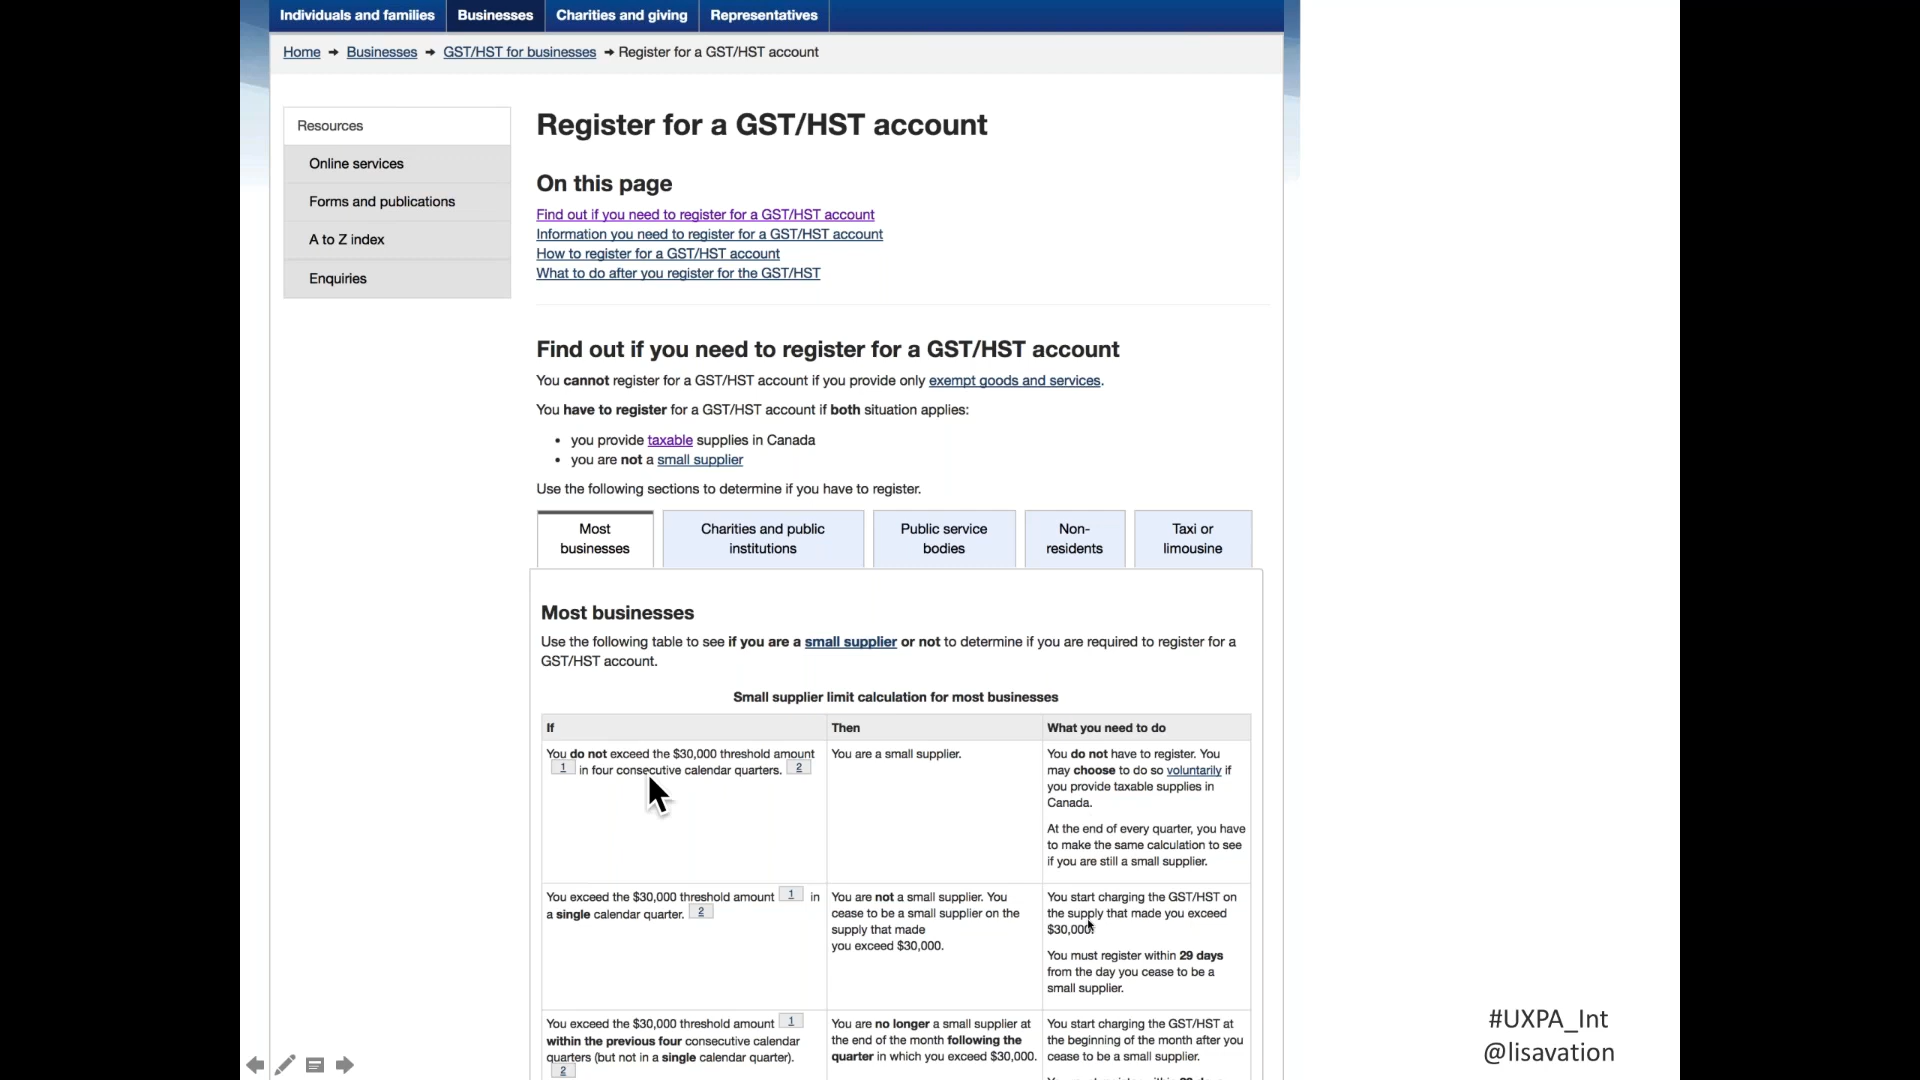 Individuals and families Businesses Charities and giving Representatives
Home → Businesses → GST/HST for businesses → Register for a GST/HST account
Resources
Online services
Forms and publications
A to Z index
Enquiries
Register for a GST/HST account
On this page
Find out if you need to register for a GST/HST account
Information you need to register for a GST/HST account
How to register for a GST/HST account
What to do after you register for the GST/HST
Find out if you need to register for a GST/HST account
You cannot register for a GST/HST account if you provide only exempt goods and services.
You have to register for a GST/HST account if both situation applies:
• you provide taxable supplies in Canada
• you are not a small supplier
Use the following sections to determine if you have to register.
Most
businesses
Charities and public
institutions
Public service
bodies
Non-
residents
Taxi or
limousine
Most businesses
Use the following table to see if you are a small supplier or not to determine if you are required to register for a
GST/HST account.
Small supplier limit calculation for most businesses
If
Then
What you need to do
You do not exceed the $30,000 threshold amount
1 in four consecutive calendar quarters. 2
You are a small supplier.
You do not have to register. You
may choose to do so voluntarily if
you provide taxable supplies in
Canada.
At the end of every quarter, you have
to make the same calculation to see
if you are still a small supplier.
You exceed the $30,000 threshold amount 1 in
a single calendar quarter. 2
You are not a small supplier. You
cease to be a small supplier on the
supply that made
you exceed $30,000.
You start charging the GST/HST on
the supply that made you exceed
$30,000.
You must register within 29 days
from the day you cease to be a
small supplier.
You exceed the $30,000 threshold amount 1
within the previous four consecutive calendar
quarters (but not in a single calendar quarter).
2
You are no longer a small supplier at
the end of the month following the
quarter in which you exceed $30,000.
You start charging the GST/HST at
the beginning of the month after you
cease to be a small supplier.
#UXPA_Int
@lisavation